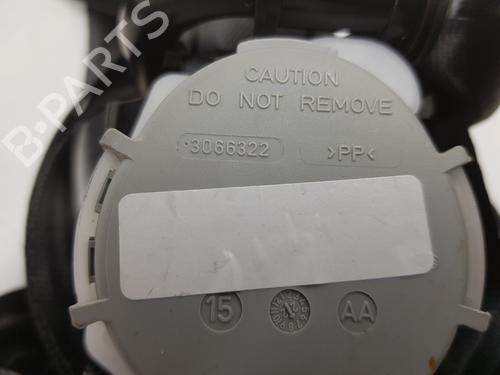 B-PARTS
CAUTION
DO NOT REMOVE
3066322 >PP<
15 AA